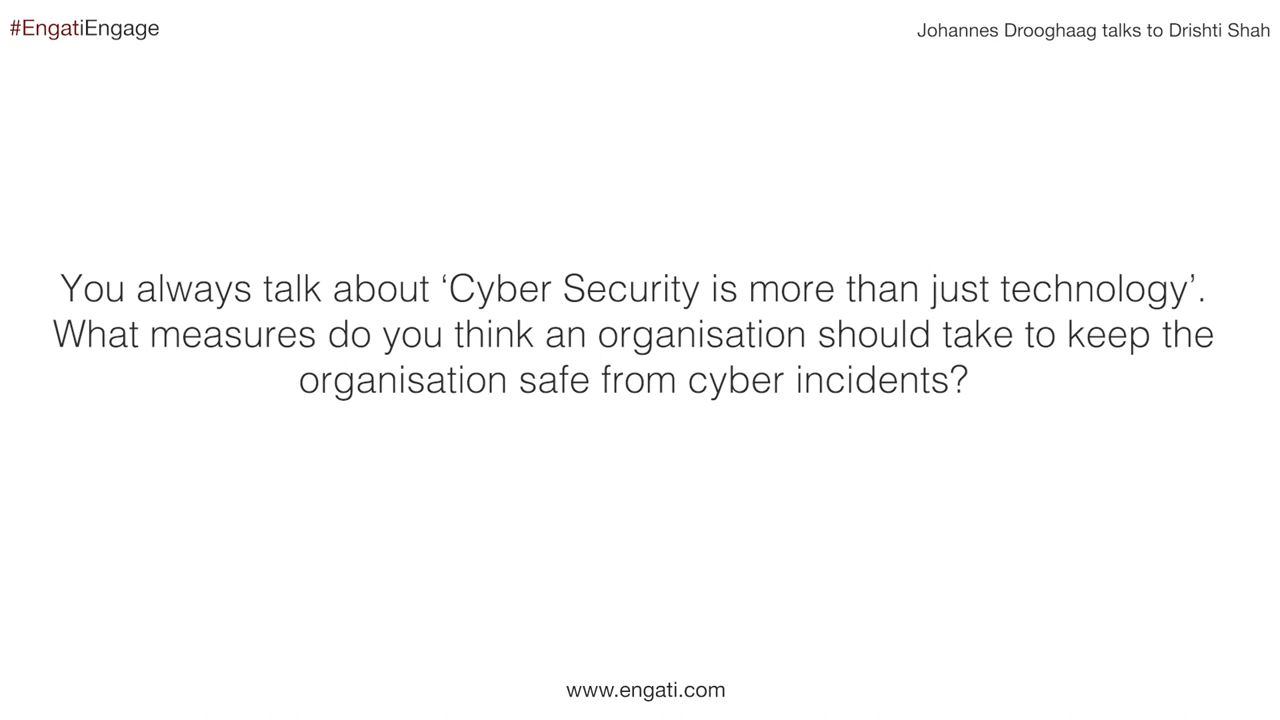 #EngatiEngage
Johannes Drooghaag talks to Drishti Shah
You always talk about ‘Cyber Security is more than just technology’.
What measures do you think an organisation should take to keep the
organisation safe from cyber incidents?
www.engati.com